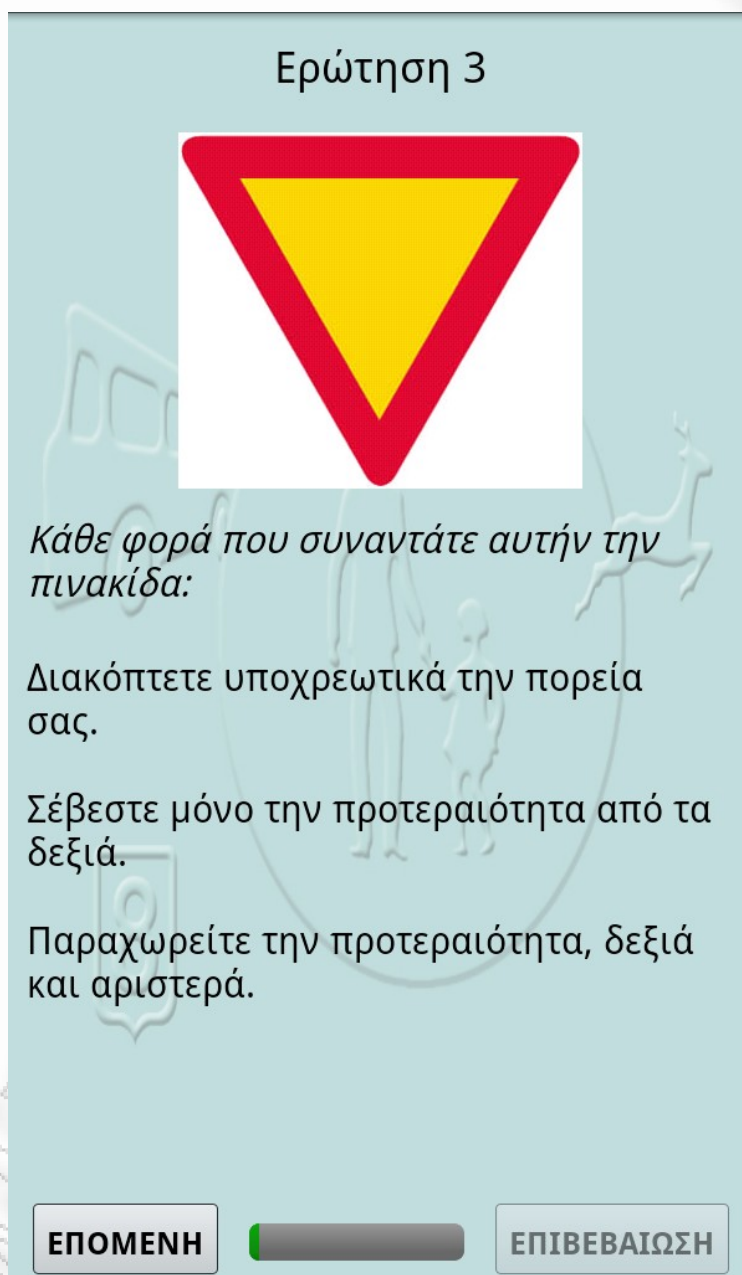 Ερώτηση 3
Κάθε φορά που συναντάτε αυτήν την
πινακίδα:
Διακόπτετε υποχρεωτικά την πορεία
σας.
Σέβεστε μόνο την προτεραιότητα από τα
δεξιά.
Παραχωρείτε την προτεραιότητα, δεξιά
και αριστερά.
9
ΕΠΟΜΕΝΗ
ΕΠΙΒΕΒΑΙΩΣΗ